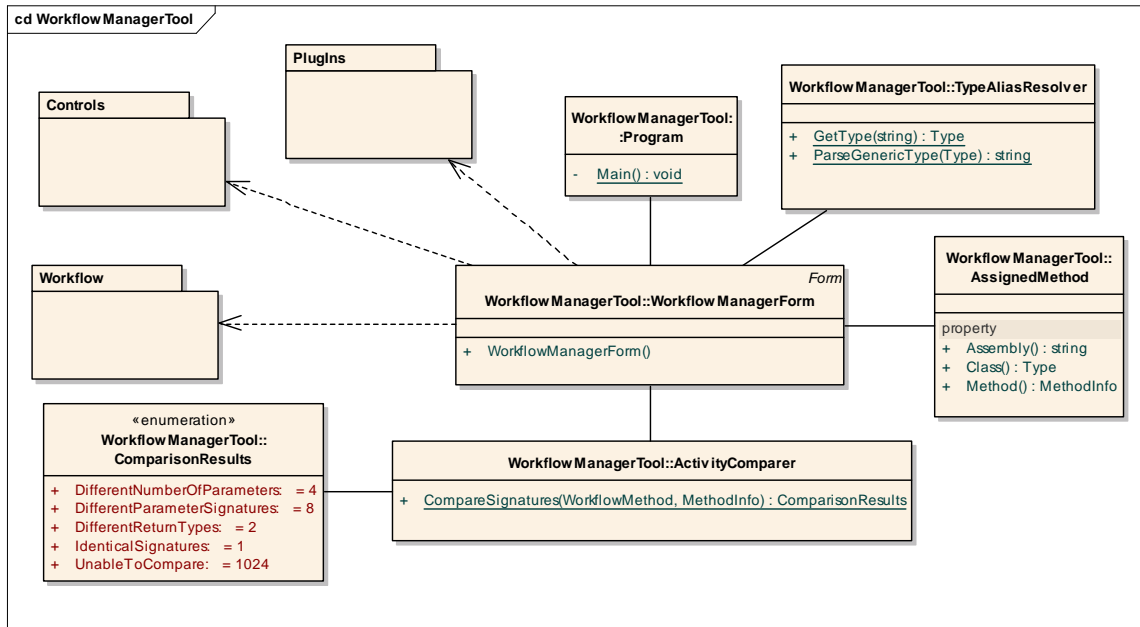 cd WorkflowManagerTool
PlugIns
Controls
Workflow
WorkflowManagerTool:
:Program
- Main() : void
WorkflowManagerTool::TypeAliasResolver
+ GetType(string) : Type
+ ParseGenericType(Type) : string
WorkflowManagerTool::
AssignedMethod
property
+ Assembly() : string
+ Class() : Type
+ Method() : MethodInfo
Form
WorkflowManagerTool::WorkflowManagerForm
+ WorkflowManagerForm()
«enumeration»
WorkflowManagerTool::
ComparisonResults
+ DifferentNumberOfParameters: = 4
+ DifferentParameterSignatures: = 8
+ DifferentReturnTypes: = 2
+ IdenticalSignatures: = 1
+ UnableToCompare: = 1024
WorkflowManagerTool::ActivityComparer
+ CompareSignatures(WorkflowMethod, MethodInfo) : ComparisonResults